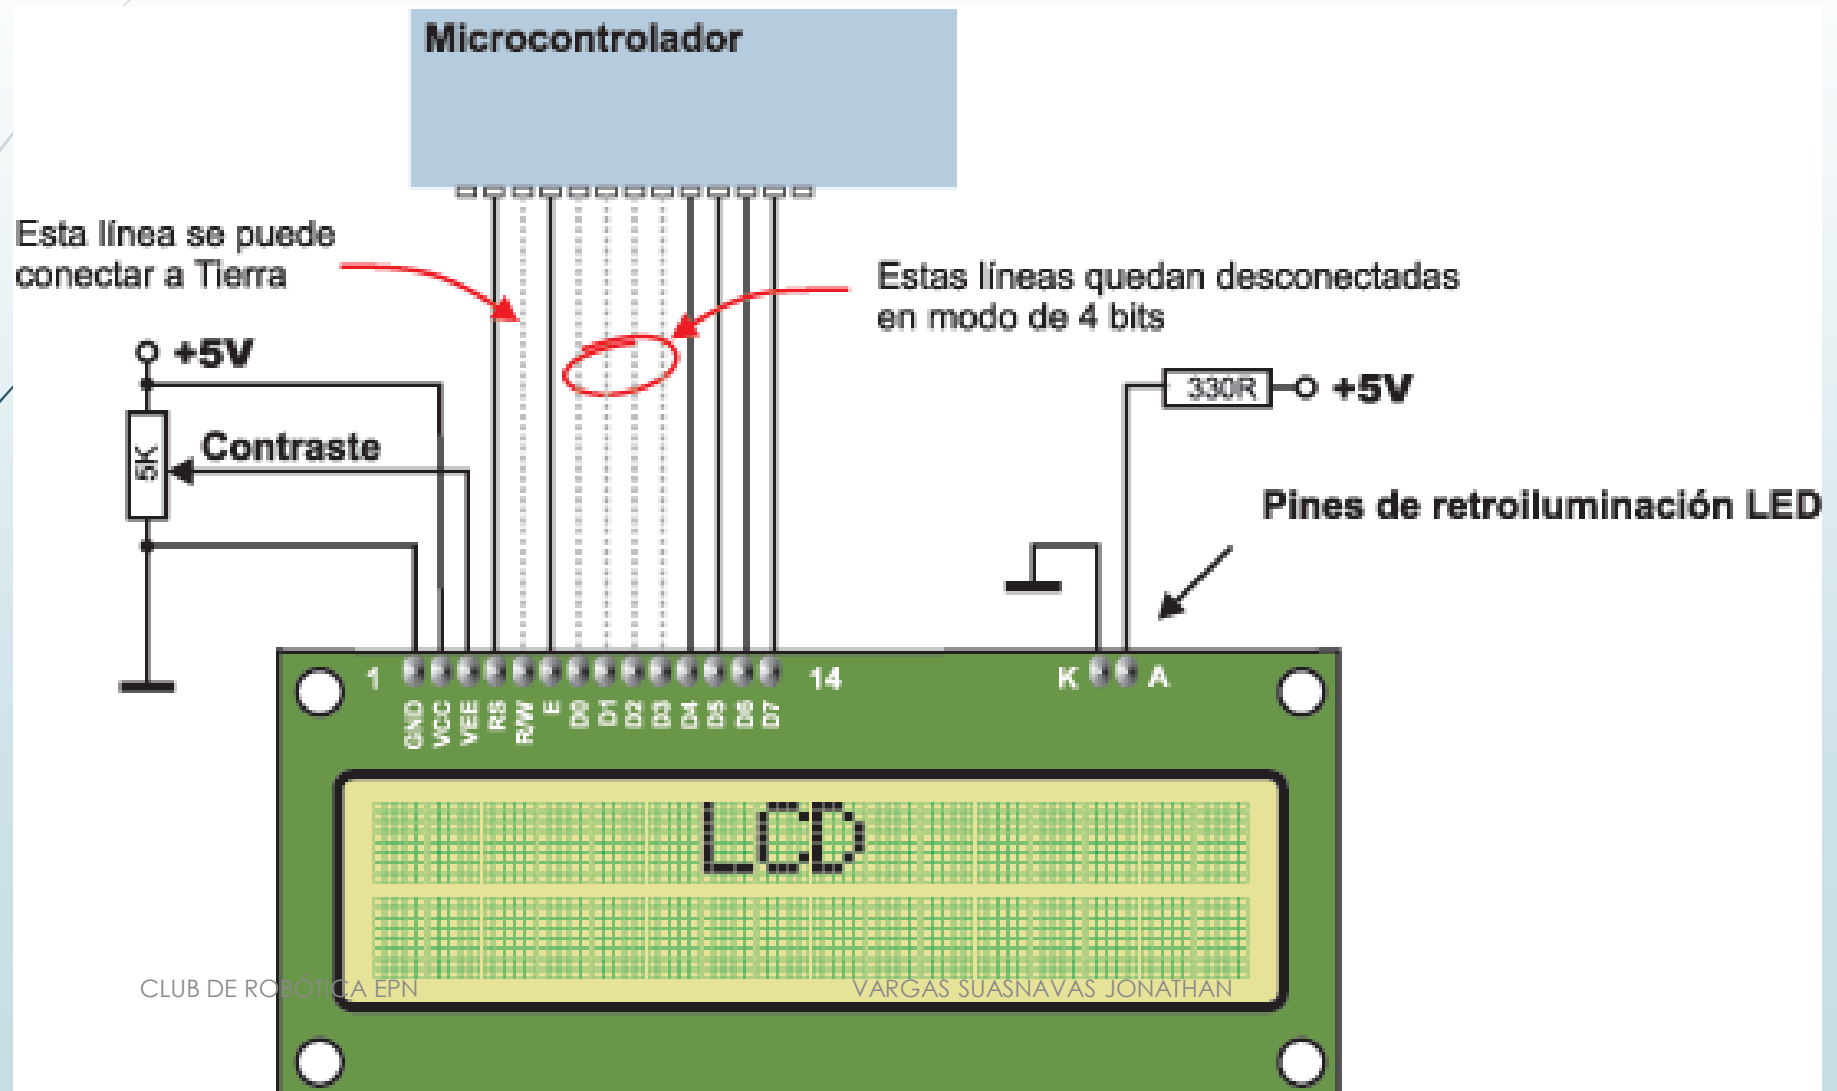 Microcontrolador
Esta línea se puede
conectar a Tierra
Estas líneas quedan desconectadas
en modo de 4 bits
+5V
5K
Contraste
330R
+5V
Pines de retroiluminación LED
1
14
K
A
GND
VCC
VEE
RS
R/W
E
D0
D1
D2
D3
D4
D5
D6
D7
LCD
CLUB DE ROBÓTICA EPN
VARGAS SUASNAVAS JONATHAN